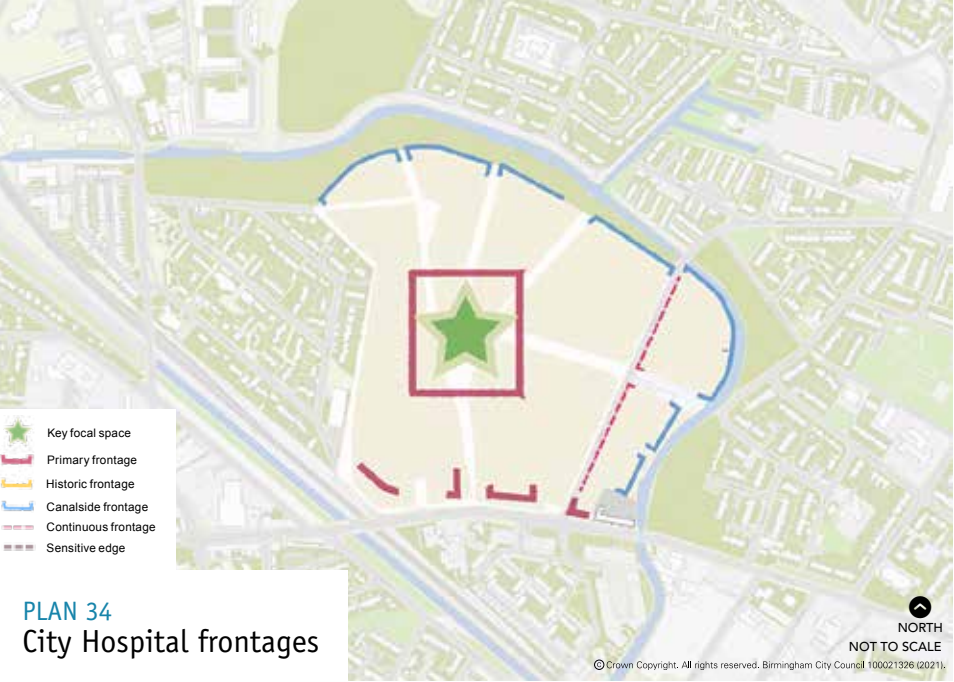 Key focal space
Primary frontage
Historic frontage
Canalside frontage
Continuous frontage
Sensitive edge
PLAN 34
City Hospital frontages
NORTH
NOT TO SCALE
© Crown Copyright. All rights reserved. Birmingham City Council 100021326 (2021).